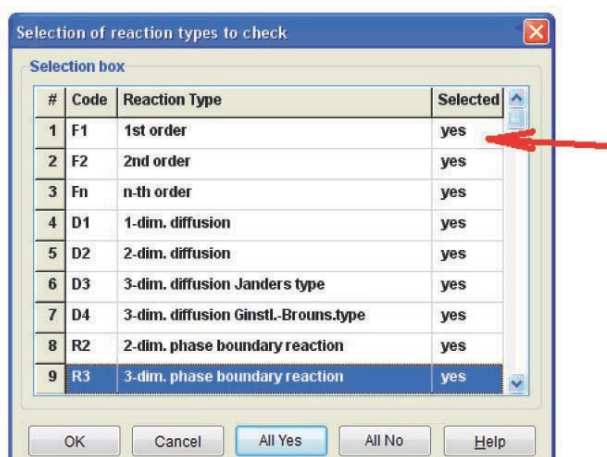 Selection of reaction types to check
Selection box
# Code Reaction Type Selected
1 F1 1st order yes
2 F2 2nd order yes
3 Fn n-th order yes
4 D1 1-dim. diffusion yes
5 D2 2-dim. diffusion yes
6 D3 3-dim. diffusion Janders type yes
7 D4 3-dim. diffusion Ginstl.-Brouns.type yes
8 R2 2-dim. phase boundary reaction yes
9 R3 3-dim. phase boundary reaction yes
OK Cancel All Yes All No Help